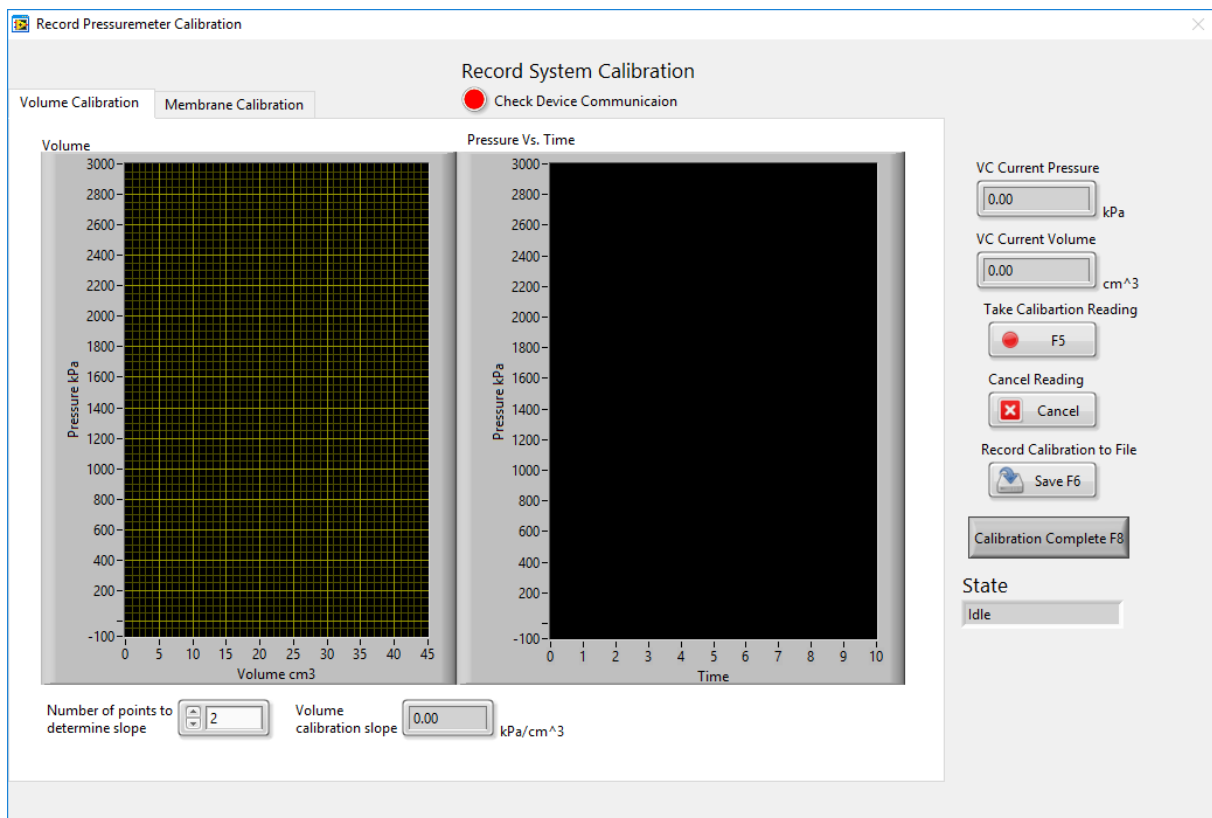 Record Pressuremeter Calibration
Record System Calibration
Check Device Communicaion
Volume Calibration
Membrane Calibration
Volume
3000
2800
2600
2400
2200
2000
1800
1600
1400
1200
1000
800
600
400
200
-100
Pressure kPa
0 5 10 15 20 25 30 35 40 45
Volume cm3
Pressure Vs. Time
3000
2800
2600
2400
2200
2000
1800
1600
1400
1200
1000
800
600
400
200
-100
Pressure kPa
0 1 2 3 4 5 6 7 8 9 10
Time
Number of points to
determine slope
2
Volume
calibration slope
0.00
kPa/cm^3
VC Current Pressure
0.00
kPa
VC Current Volume
0.00
cm^3
Take Calibartion Reading
F5
Cancel Reading
Cancel
Record Calibration to File
Save F6
Calibration Complete F8
State
Idle